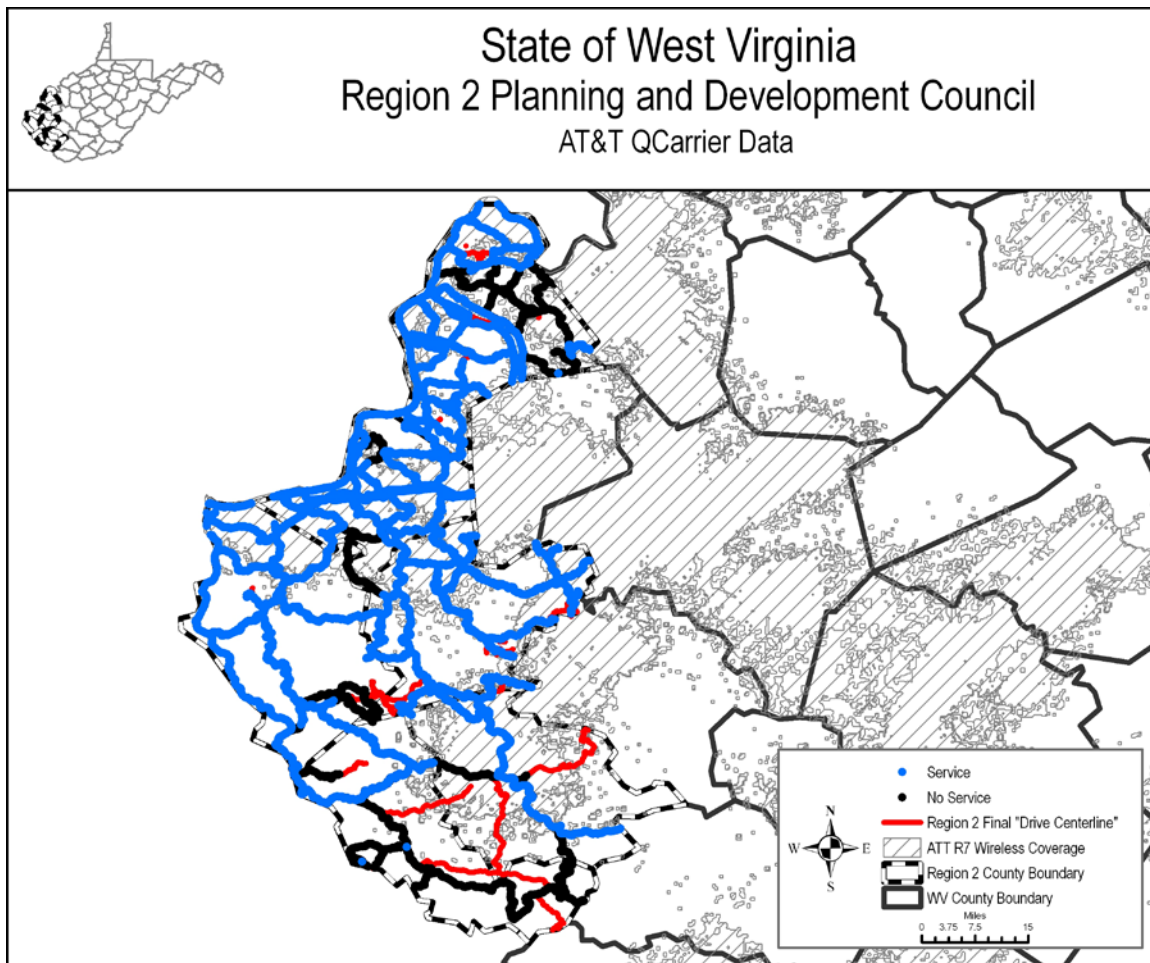 State of West Virginia
Region 2 Planning and Development Council
AT&T QCarrier Data
Service
No Service
Region 2 Final "Drive Centerline"
ATT R7 Wireless Coverage
Region 2 County Boundary
WV County Boundary
N
W E
S
Miles
0 3.75 7.5 15